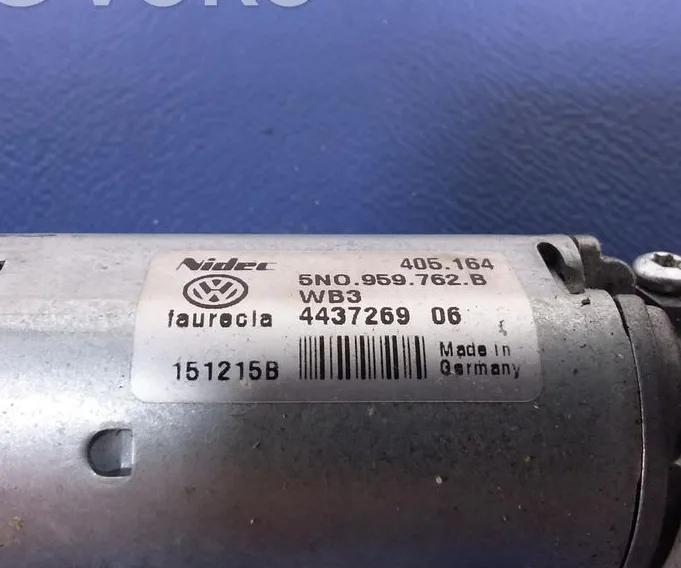 Nidec 405.164
5N0.959.762.B
WB3
faurecia 4437269 06
151215B
Made in
Germany